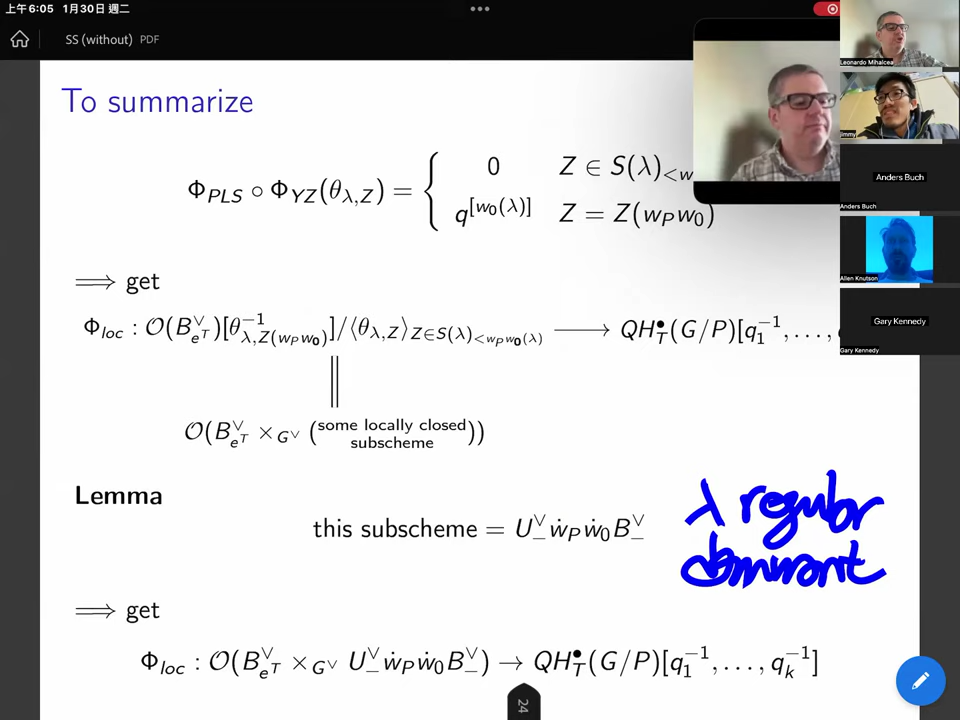 上午6:05 1月30日 週二
SS (without) PDF
To summarize
Φ_{PLS} ∘ Φ_{YZ}(θ_{λ,Z}) = { 0 Z ∈ S(λ)_{<w
q^{[w_0(λ)]} Z = Z(w_P w_0)
⟹ get
Φ_{loc} : 𝒪(B^∨_{e^T})[θ^{-1}_{λ,Z(w_P w_0)}]/⟨θ_{λ,Z}⟩_{Z∈S(λ)_{<w_P w_0(λ)}} ⟶ QH^•_T(G/P)[q_1^{-1}, . . . ,
𝒪(B^∨_{e^T} ×_{G^∨} (some locally closed
subscheme))
Lemma
this subscheme = U^∨_− ẇ_P ẇ_0 B^∨_−
λ regular
dominant
⟹ get
Φ_{loc} : 𝒪(B^∨_{e^T} ×_{G^∨} U^∨_− ẇ_P ẇ_0 B^∨_−) → QH^•_T(G/P)[q_1^{-1}, . . . , q_k^{-1}]
24
Leonardo Mihalcea
Jimmy
Anders Buch
Anders Buch
Allen Knutson
Gary Kennedy
Gary Kennedy